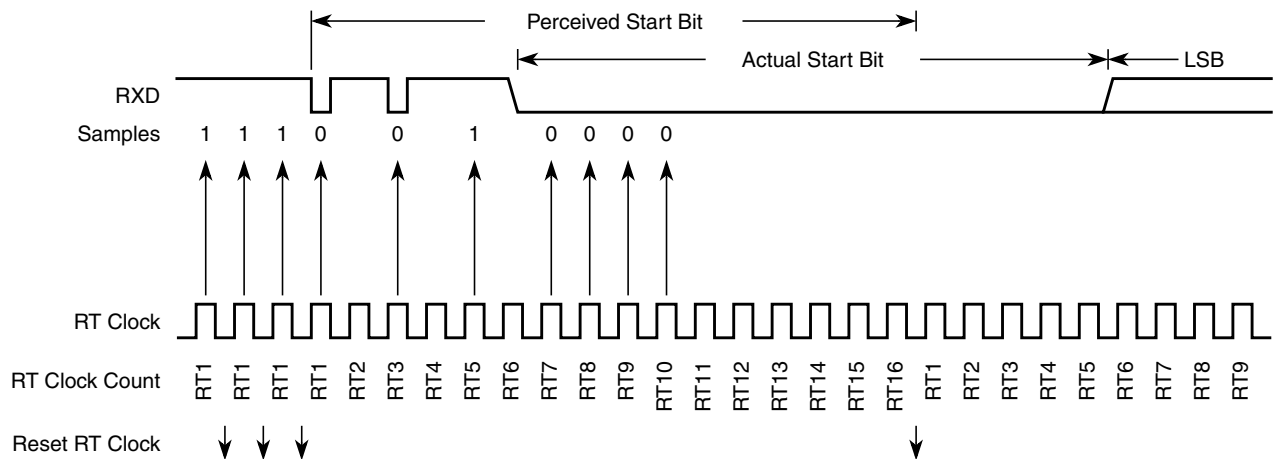 Perceived Start Bit
Actual Start Bit LSB
RXD
Samples 1 1 1 0 0 1 0 0 0 0
RT Clock
RT Clock Count RT1 RT1 RT1 RT1 RT2 RT3 RT4 RT5 RT6 RT7 RT8 RT9 RT10 RT11 RT12 RT13 RT14 RT15 RT16 RT1 RT2 RT3 RT4 RT5 RT6 RT7 RT8 RT9
Reset RT Clock